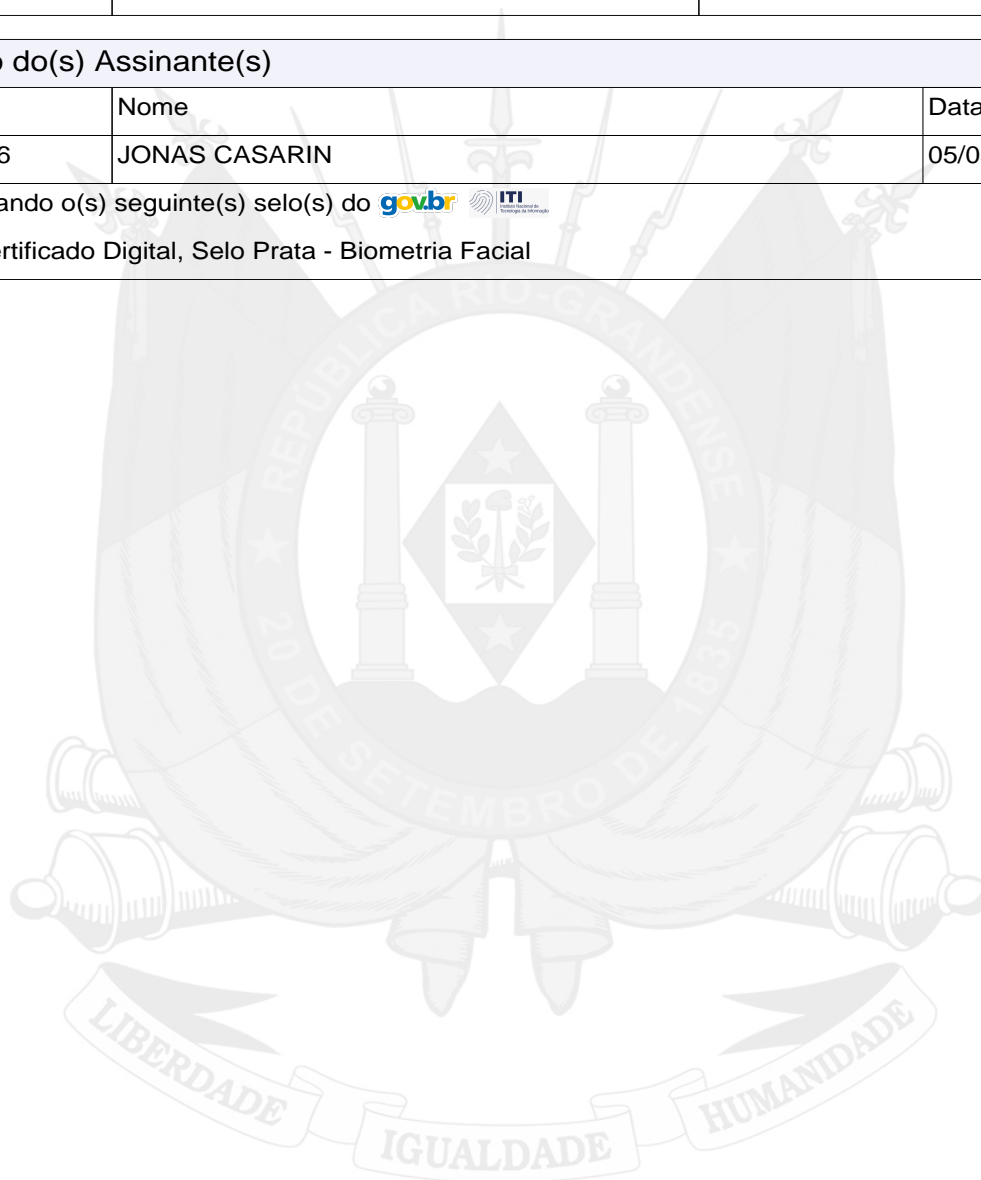 o do(s) Assinante(s)
Nome Data
6 JONAS CASARIN 05/0
ando o(s) seguinte(s) selo(s) do gov.br ITI
ertificado Digital, Selo Prata - Biometria Facial
REPÚBLICA RIO-GRANDENSE
★ 20 DE SETEMBRO DE 1835 ★
LIBERDADE IGUALDADE HUMANIDADE